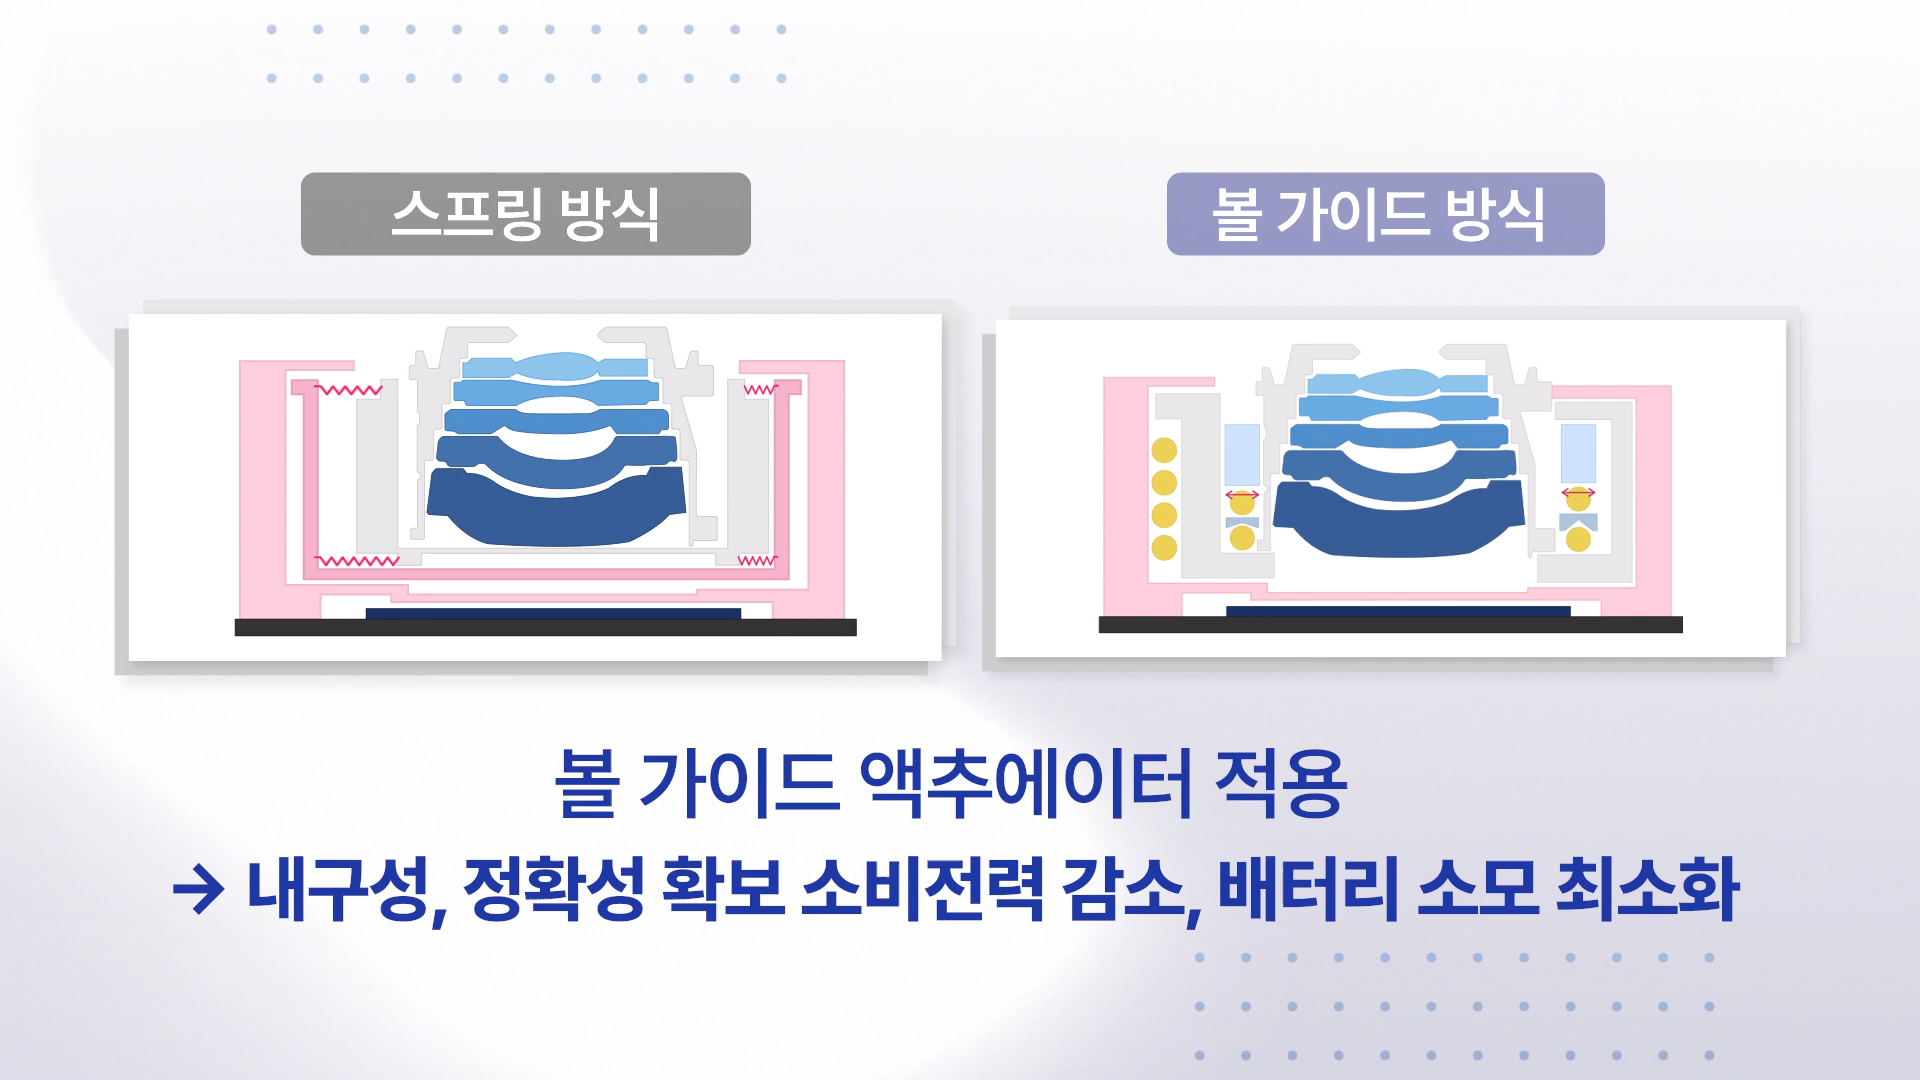 스프링 방식
볼 가이드 방식
볼 가이드 액추에이터 적용
→ 내구성, 정확성 확보 소비전력 감소, 배터리 소모 최소화